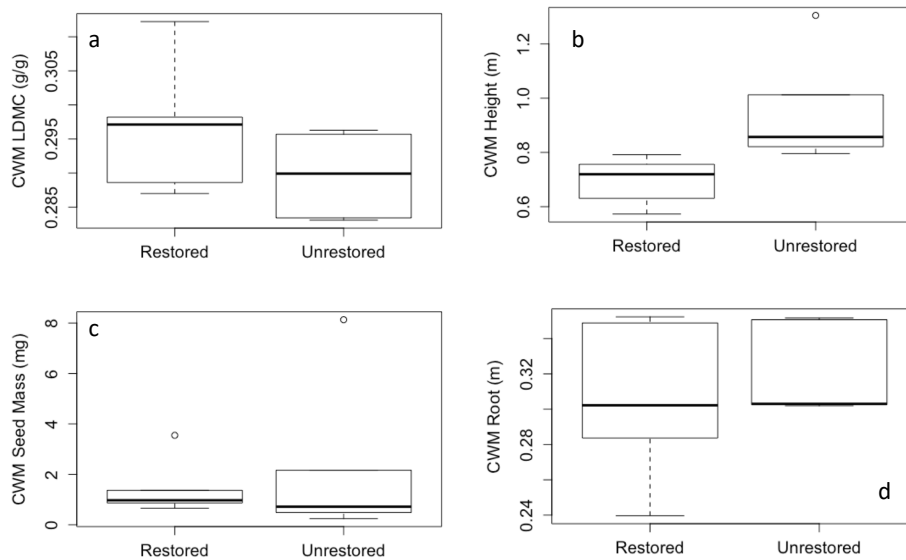 a
CWM LDMC (g/g)
0.305
0.295
0.285
Restored
Unrestored
b
CWM Height (m)
1.2
1.0
0.8
0.6
Restored
Unrestored
c
CWM Seed Mass (mg)
8
6
4
2
0
Restored
Unrestored
CWM Root (m)
0.32
0.28
0.24
d
Restored
Unrestored